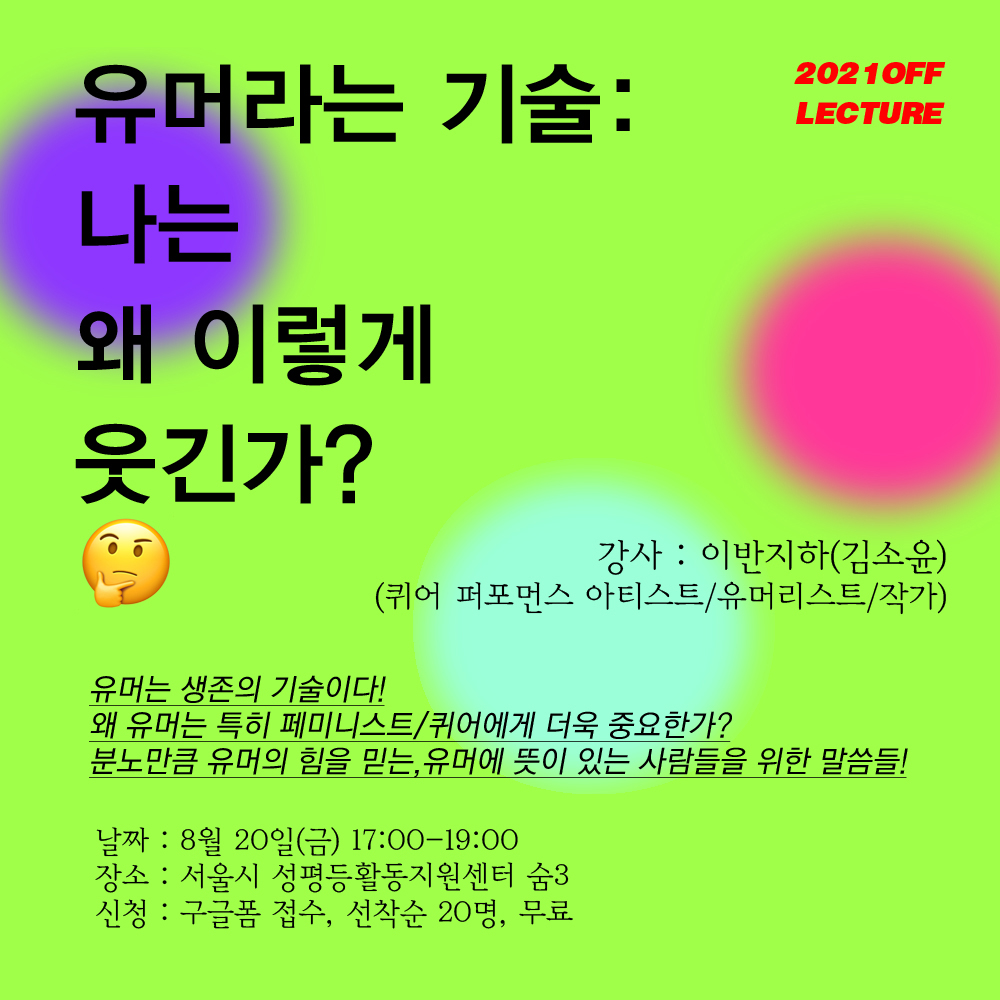 유머라는 기술:
나는
왜 이렇게
웃긴가?
2021OFF
LECTURE
강사 : 이반지하(김소윤)
(퀴어 퍼포먼스 아티스트/유머리스트/작가)
유머는 생존의 기술이다!
왜 유머는 특히 페미니스트/퀴어에게 더욱 중요한가?
분노만큼 유머의 힘을 믿는,유머에 뜻이 있는 사람들을 위한 말씀들!
날짜 : 8월 20일(금) 17:00-19:00
장소 : 서울시 성평등활동지원센터 숨3
신청 : 구글폼 접수, 선착순 20명, 무료